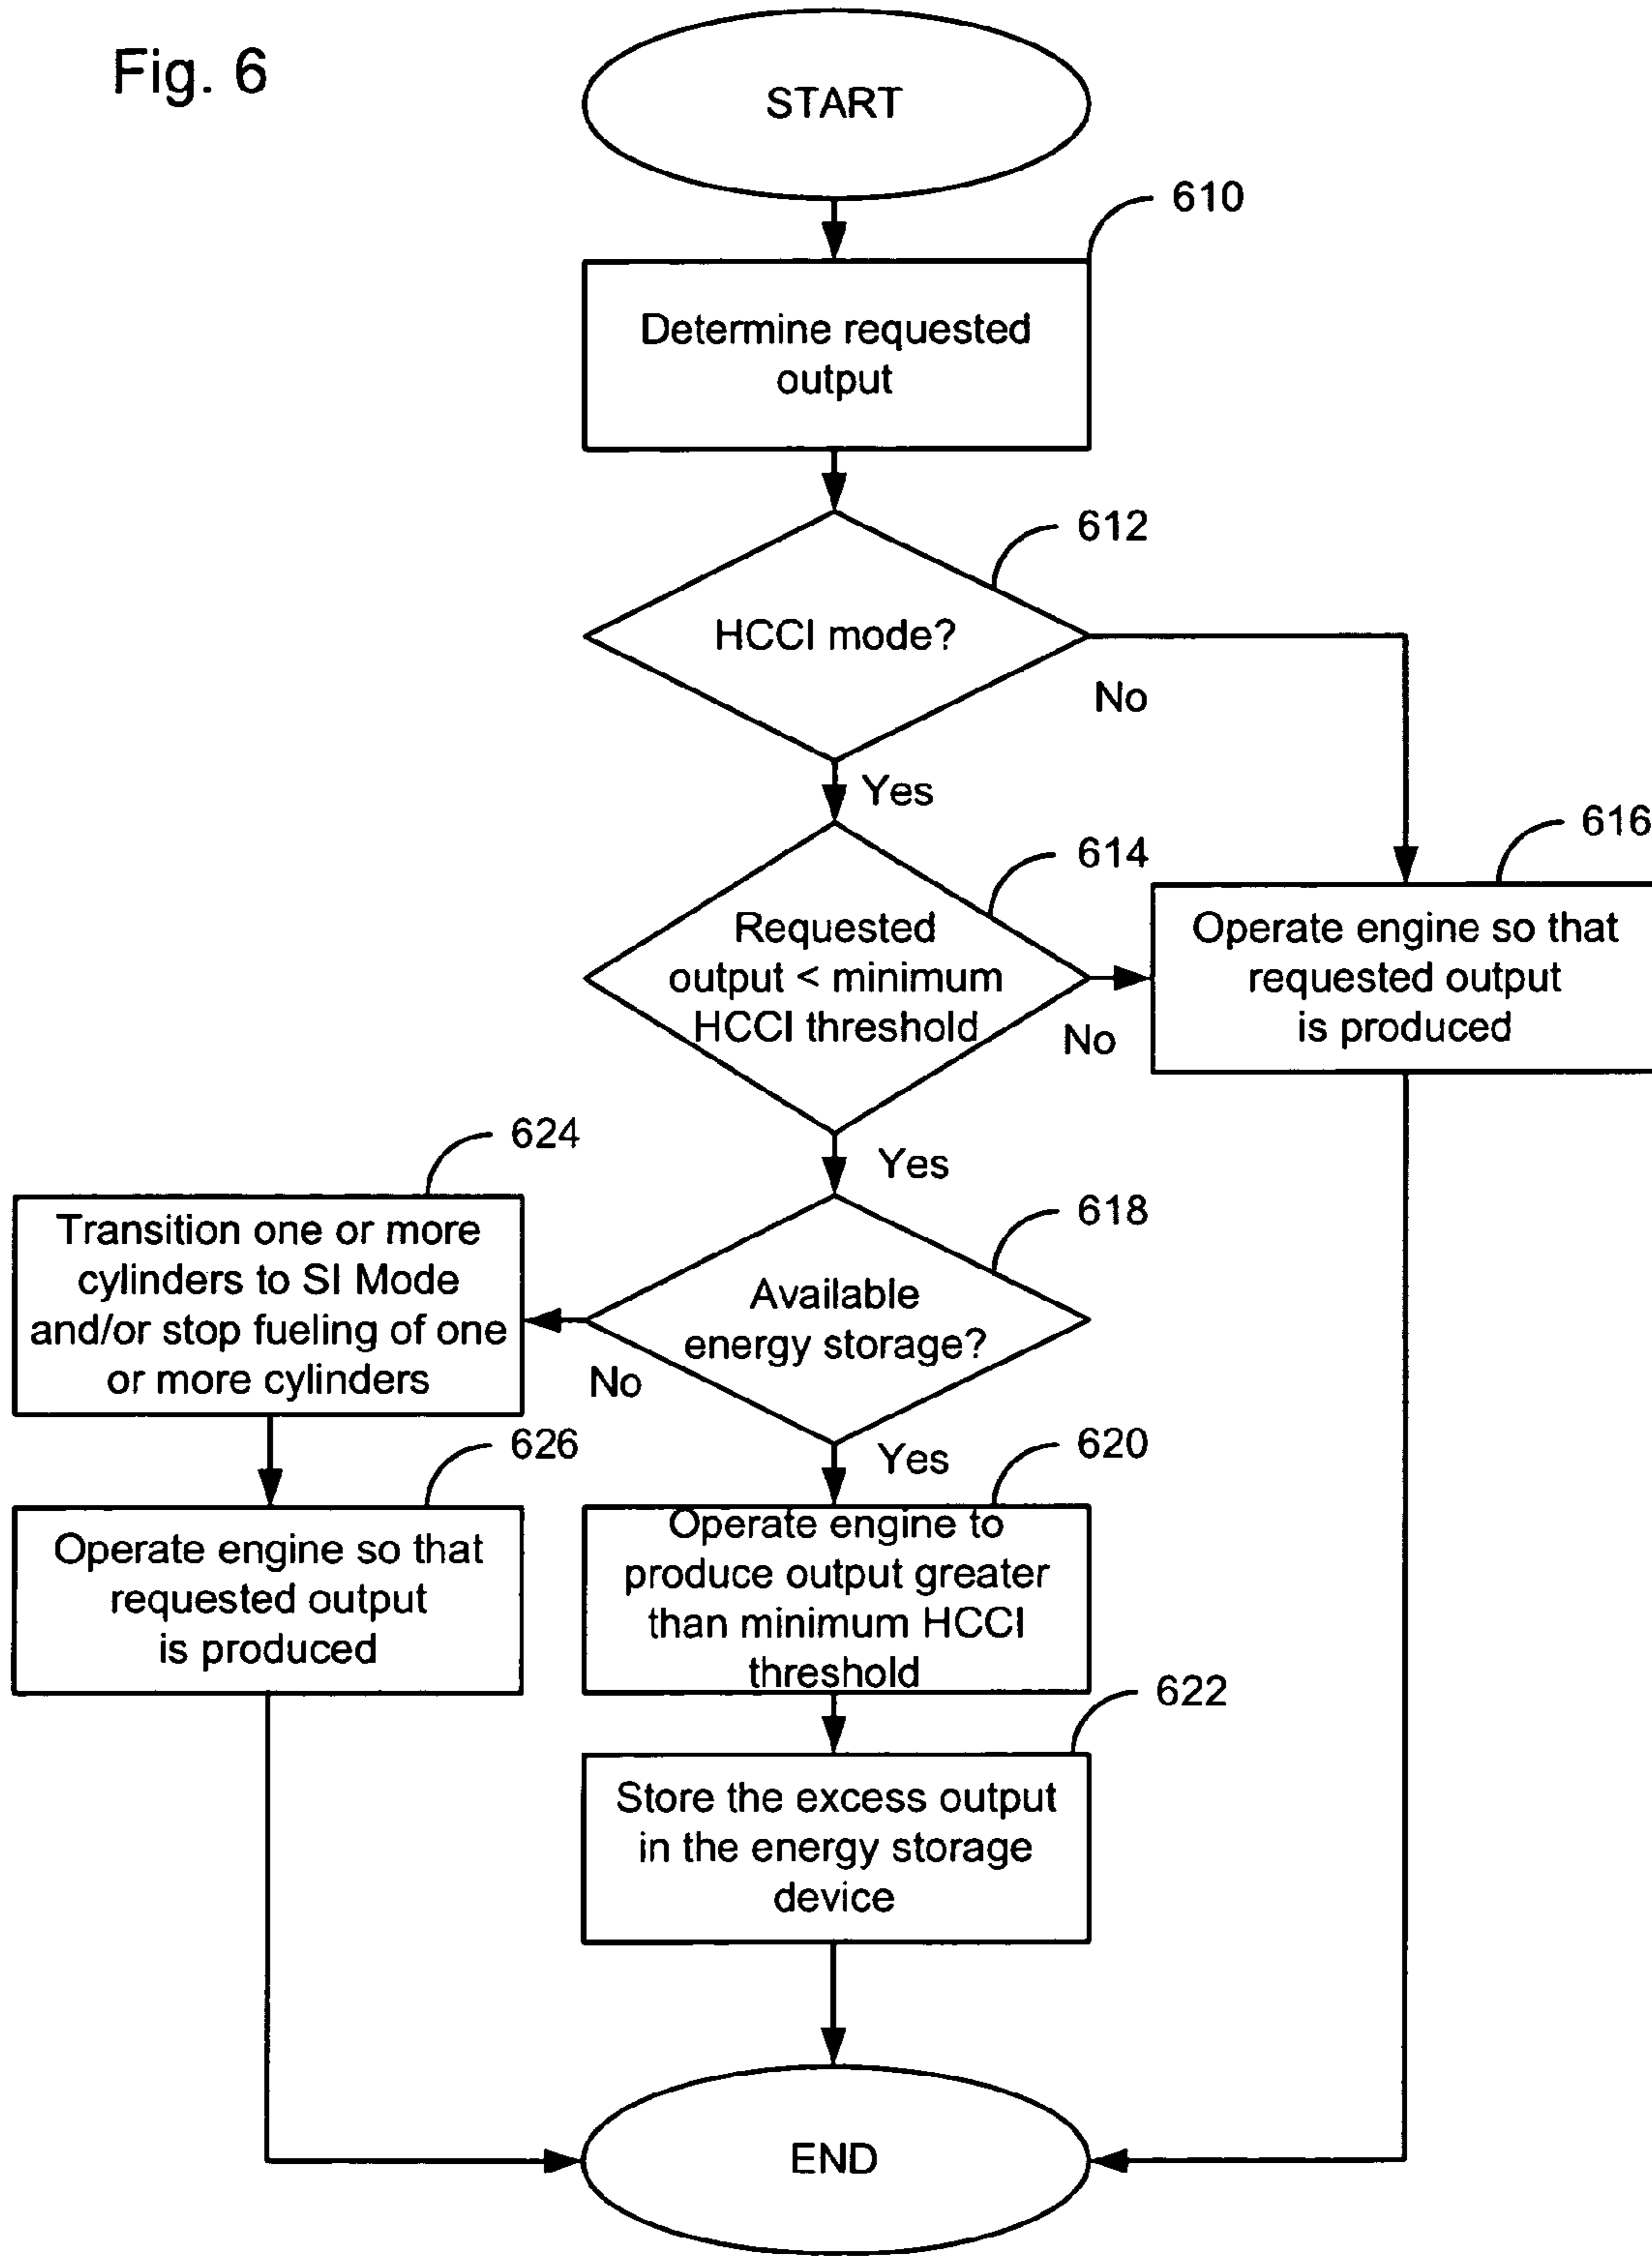 Fig. 6
START
610
Determine requested
output
612
HCCI mode?
No
Yes
614
616
Requested
output < minimum
HCCI threshold
No
Operate engine so that
requested output
is produced
Yes
618
Available
energy storage?
No
624
Transition one or more
cylinders to SI Mode
and/or stop fueling of one
or more cylinders
626
Operate engine so that
requested output
is produced
Yes
620
Operate engine to
produce output greater
than minimum HCCI
threshold
622
Store the excess output
in the energy storage
device
END